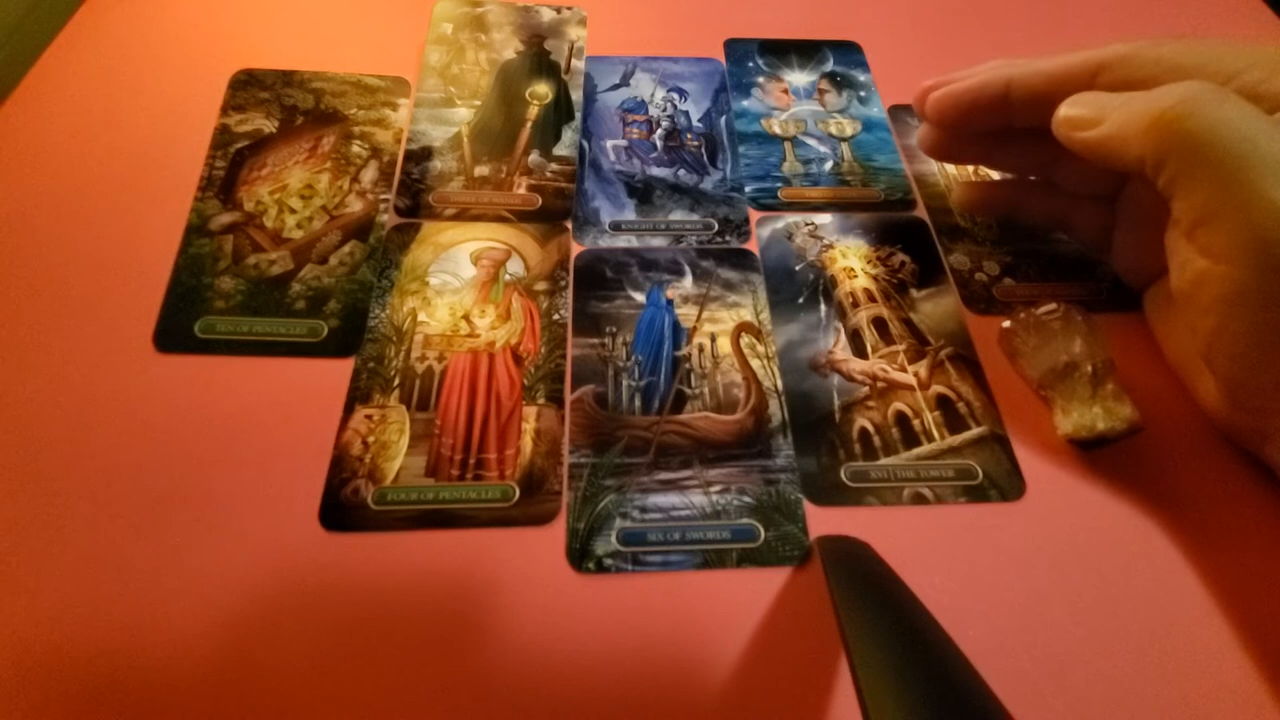 THREE OF WANDS
KNIGHT OF SWORDS
TEN OF PENTACLES
FOUR OF PENTACLES
SIX OF SWORDS
XVI | THE TOWER